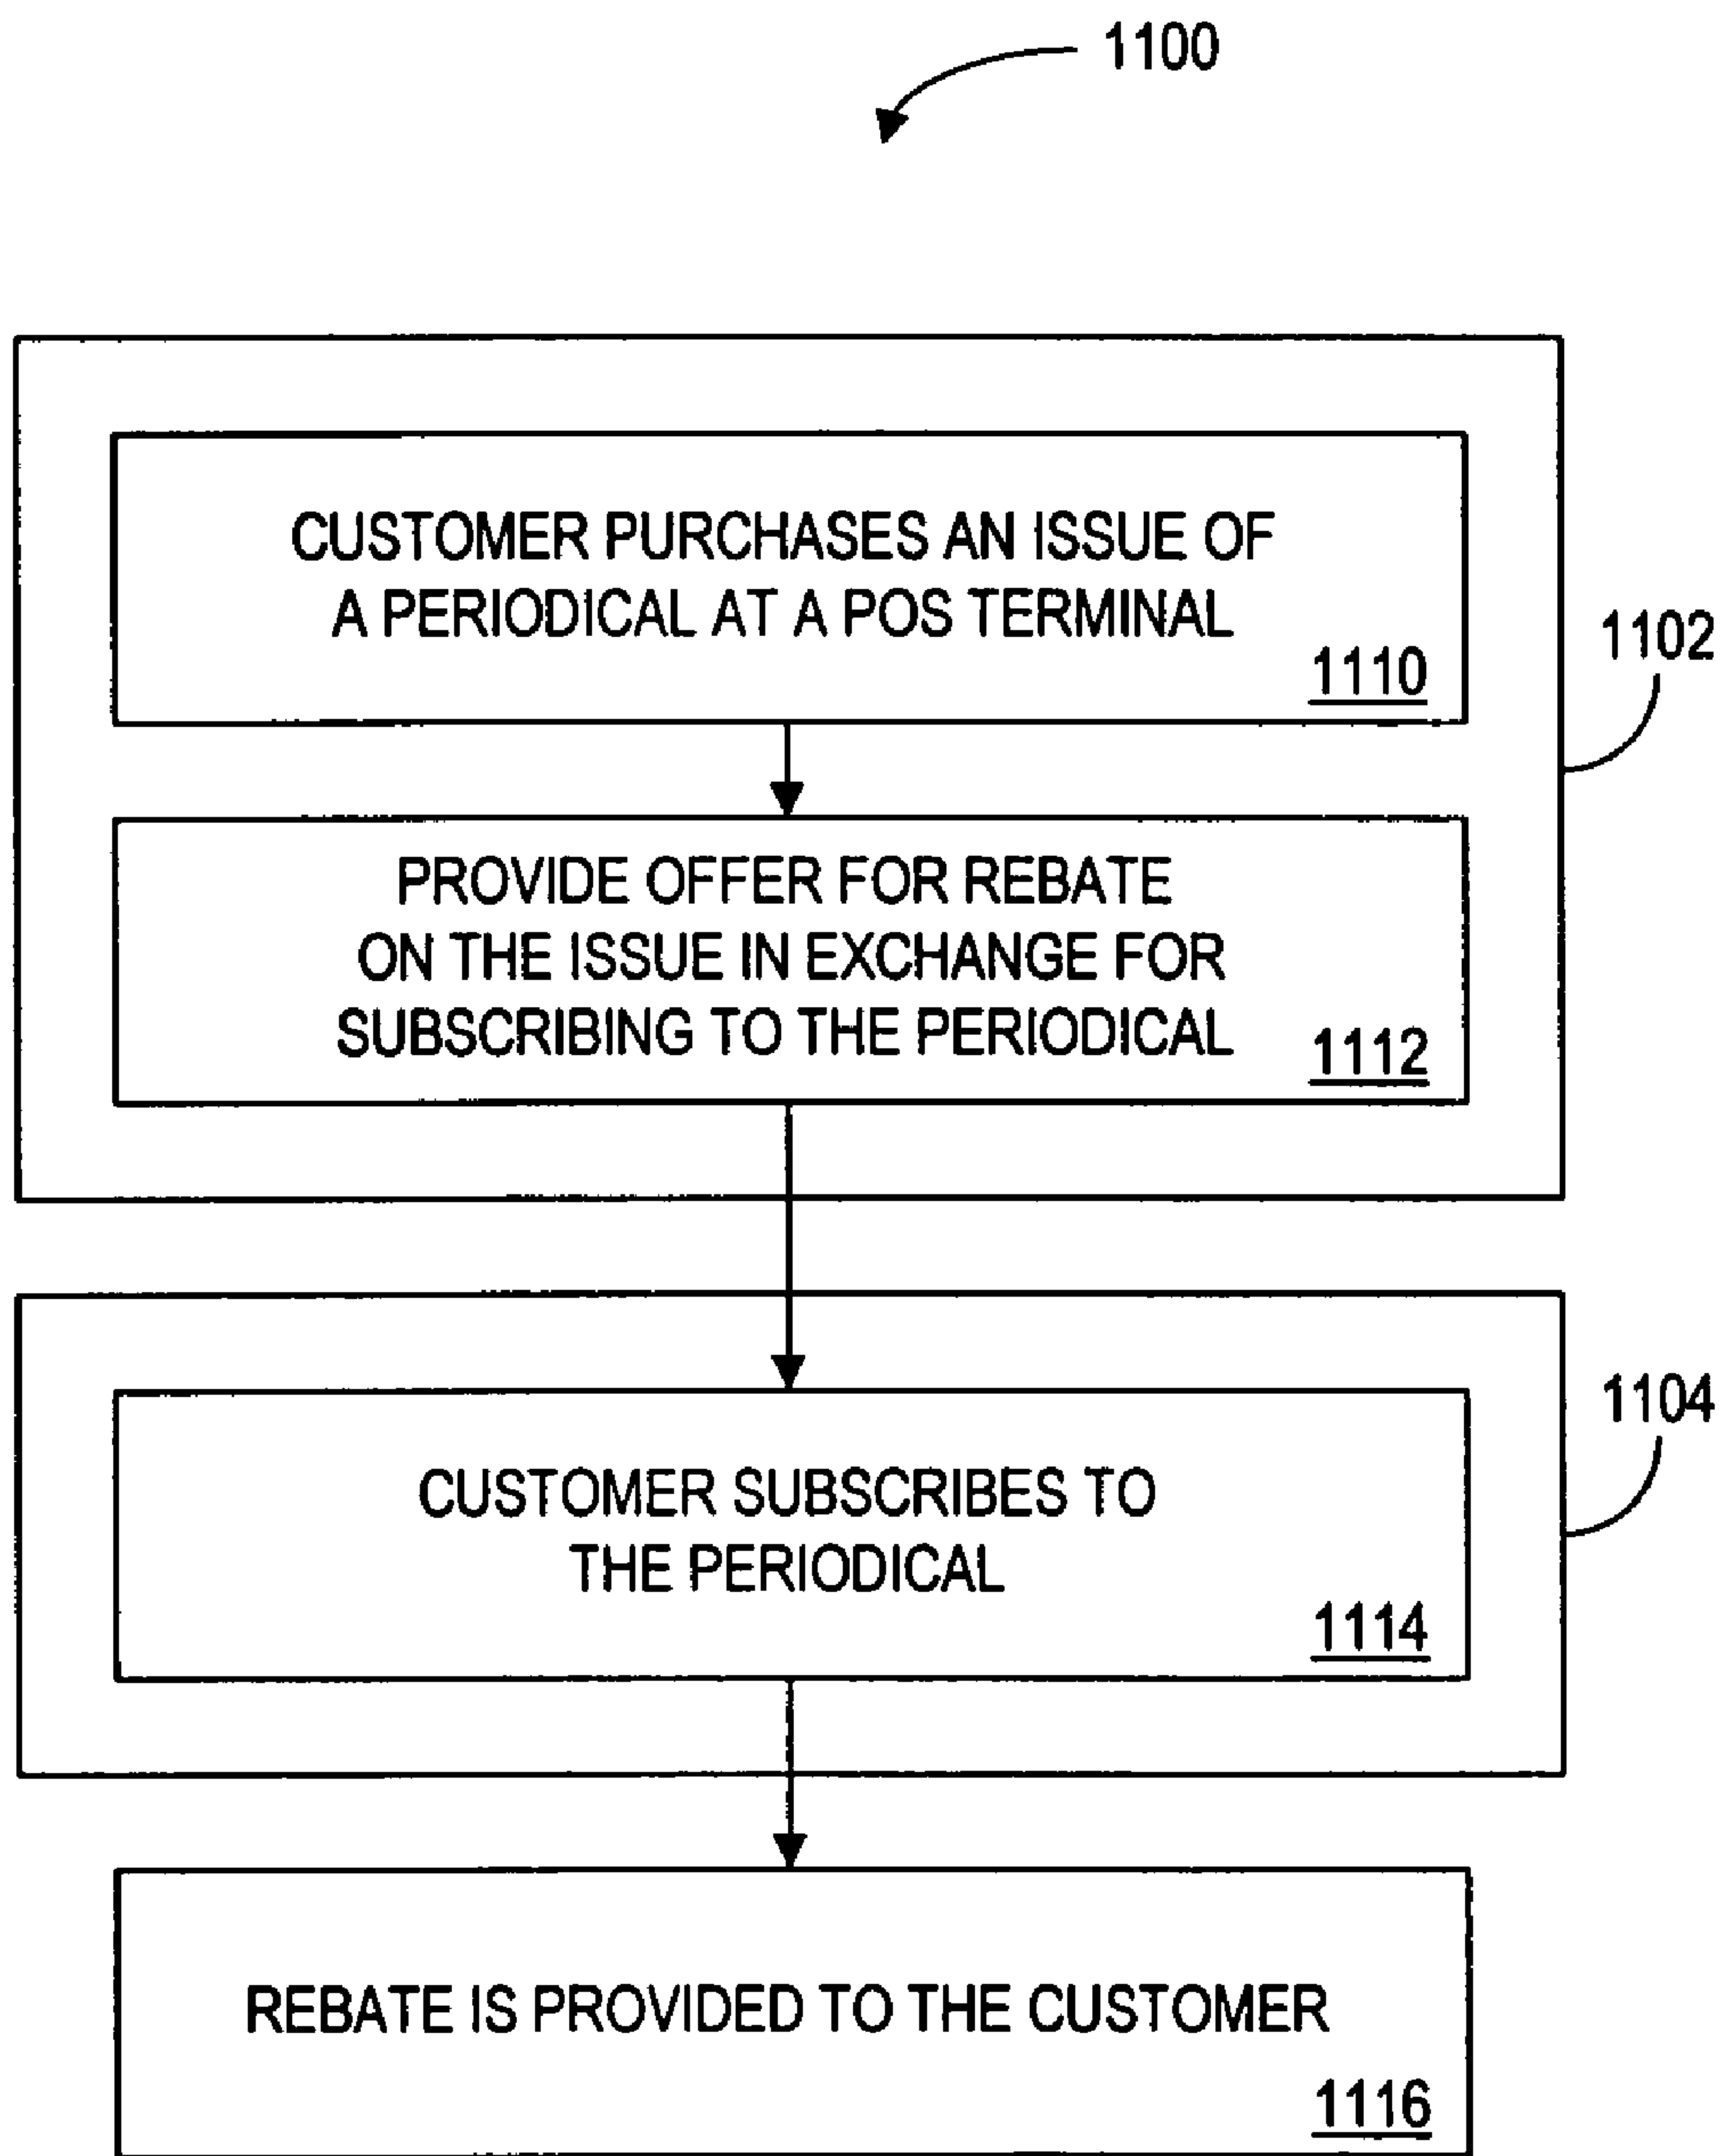 1100
CUSTOMER PURCHASES AN ISSUE OF
A PERIODICAL AT A POS TERMINAL
1110
1102
PROVIDE OFFER FOR REBATE
ON THE ISSUE IN EXCHANGE FOR
SUBSCRIBING TO THE PERIODICAL
1112
1104
CUSTOMER SUBSCRIBES TO
THE PERIODICAL
1114
REBATE IS PROVIDED TO THE CUSTOMER
1116